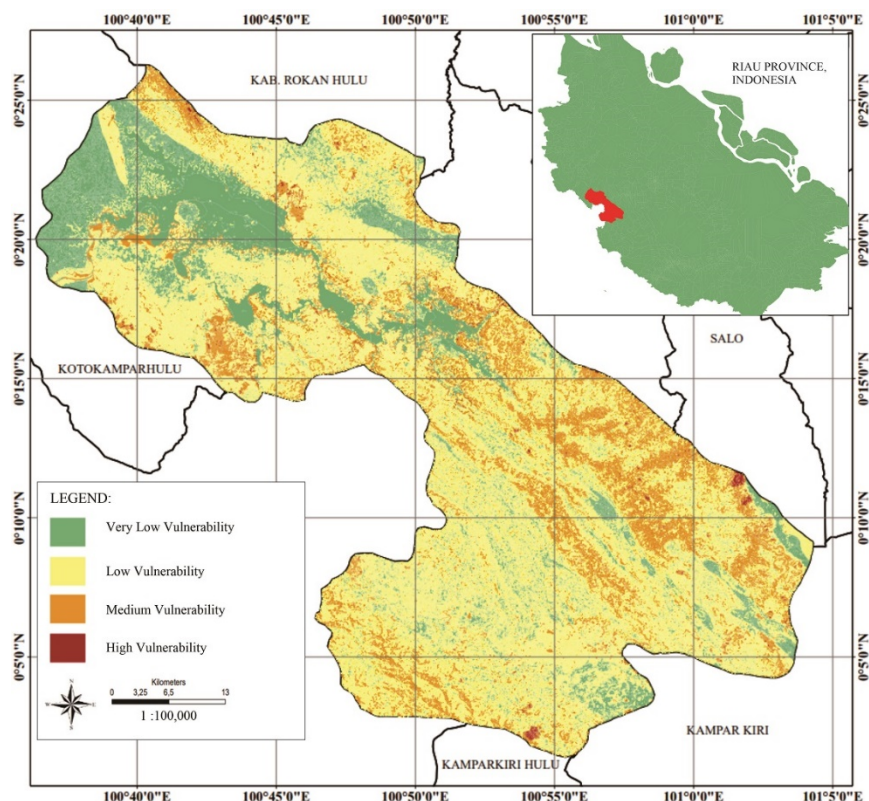 100°40'0"E 100°45'0"E 100°50'0"E 100°55'0"E 101°0'0"E 101°5'0"E
RIAU PROVINCE,
INDONESIA
KAB. ROKAN HULU
0°25'0"N
0°25'0"N
0°20'0"N
0°20'0"N
SALO
KOTOKAMPARHULU
0°15'0"N
0°15'0"N
LEGEND:
Very Low Vulnerability
Low Vulnerability
Medium Vulnerability
High Vulnerability
0°10'0"N
0°10'0"N
0°5'0"N
0°5'0"N
N
W E
S
Kilometers
0 3,25 6,5 13
1 :100,000
KAMPAR KIRI
KAMPARKIRI HULU
100°40'0"E 100°45'0"E 100°50'0"E 100°55'0"E 101°0'0"E 101°5'0"E